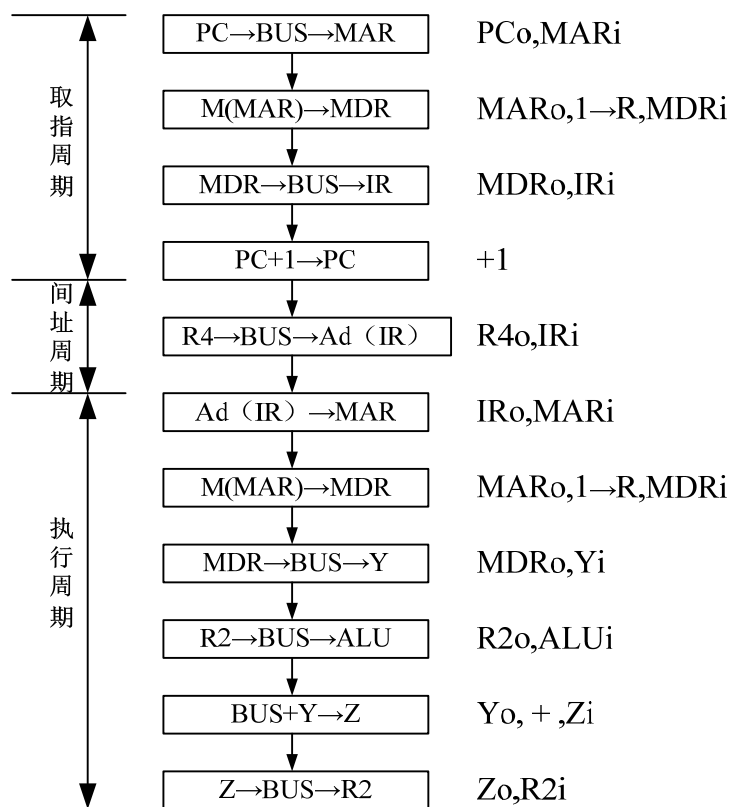 PC→BUS→MAR PCo,MARi
取指周期
M(MAR)→MDR MARo,1→R,MDRi
MDR→BUS→IR MDRo,IRi
PC+1→PC +1
间址周期
R4→BUS→Ad（IR） R4o,IRi
Ad（IR）→MAR IRo,MARi
执行周期
M(MAR)→MDR MARo,1→R,MDRi
MDR→BUS→Y MDRo,Yi
R2→BUS→ALU R2o,ALUi
BUS+Y→Z Yo, + ,Zi
Z→BUS→R2 Zo,R2i